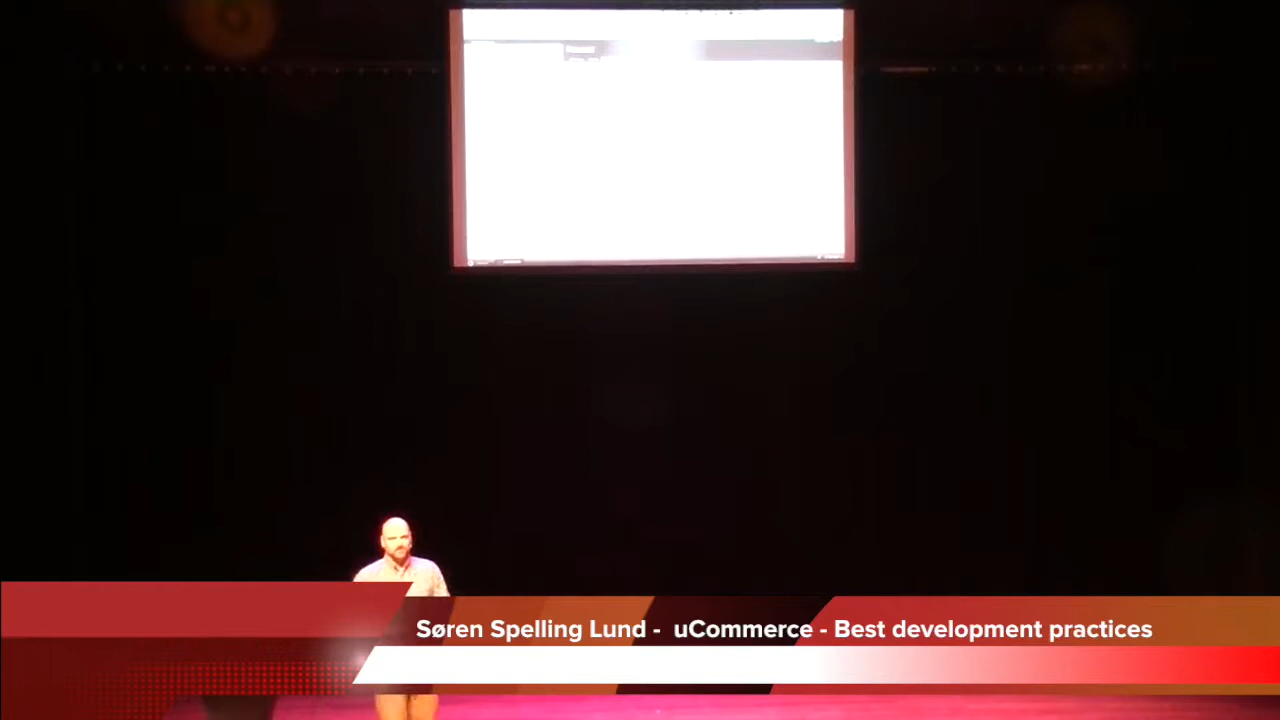 Søren Spelling Lund -  uCommerce - Best development practices